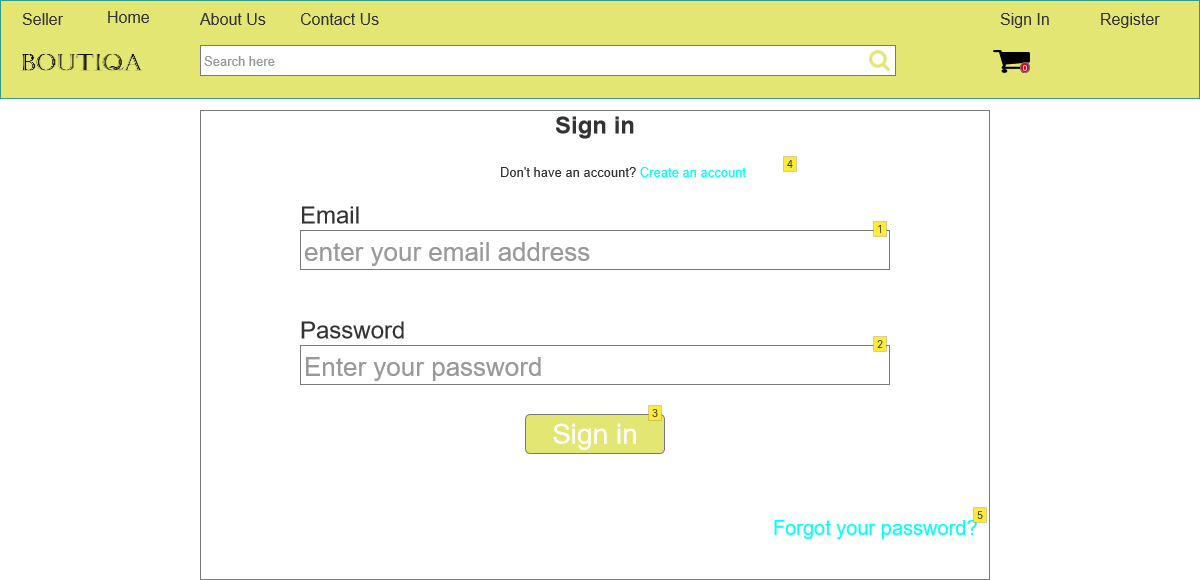 Seller Home About Us Contact Us Sign In Register
BOUTIQA Search here 0
Sign in
Don't have an account? Create an account 4
Email
1
enter your email address
Password
2
Enter your password
3
Sign in
5
Forgot your password?